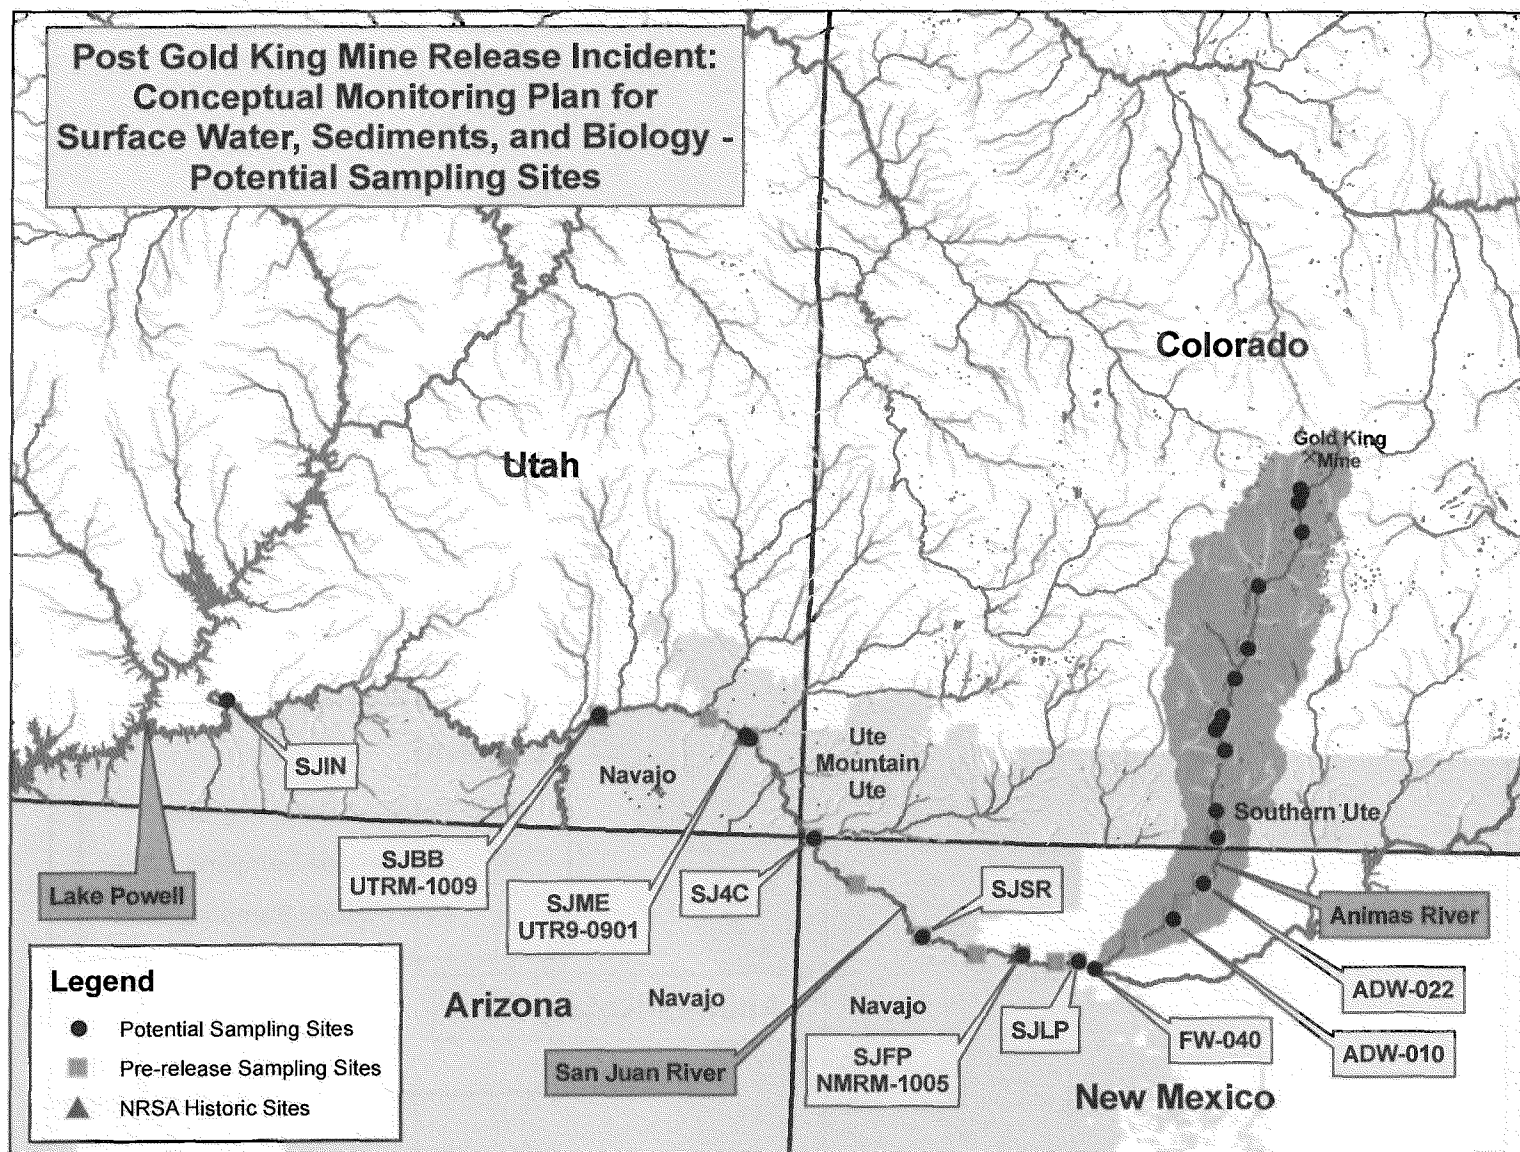 Post Gold King Mine Release Incident:
Conceptual Monitoring Plan for
Surface Water, Sediments, and Biology -
Potential Sampling Sites
Colorado
Gold King
Mine
Utah
SJIN
Navajo
Ute
Mountain
Ute
Southern Ute
Lake Powell
SJBB
UTRM-1009
SJME
UTR9-0901
SJ4C
SJSR
Animas River
Legend
Potential Sampling Sites
Pre-release Sampling Sites
NRSA Historic Sites
Arizona
Navajo
Navajo
San Juan River
SJFP
NMRM-1005
SJLP
FW-040
ADW-022
ADW-010
New Mexico